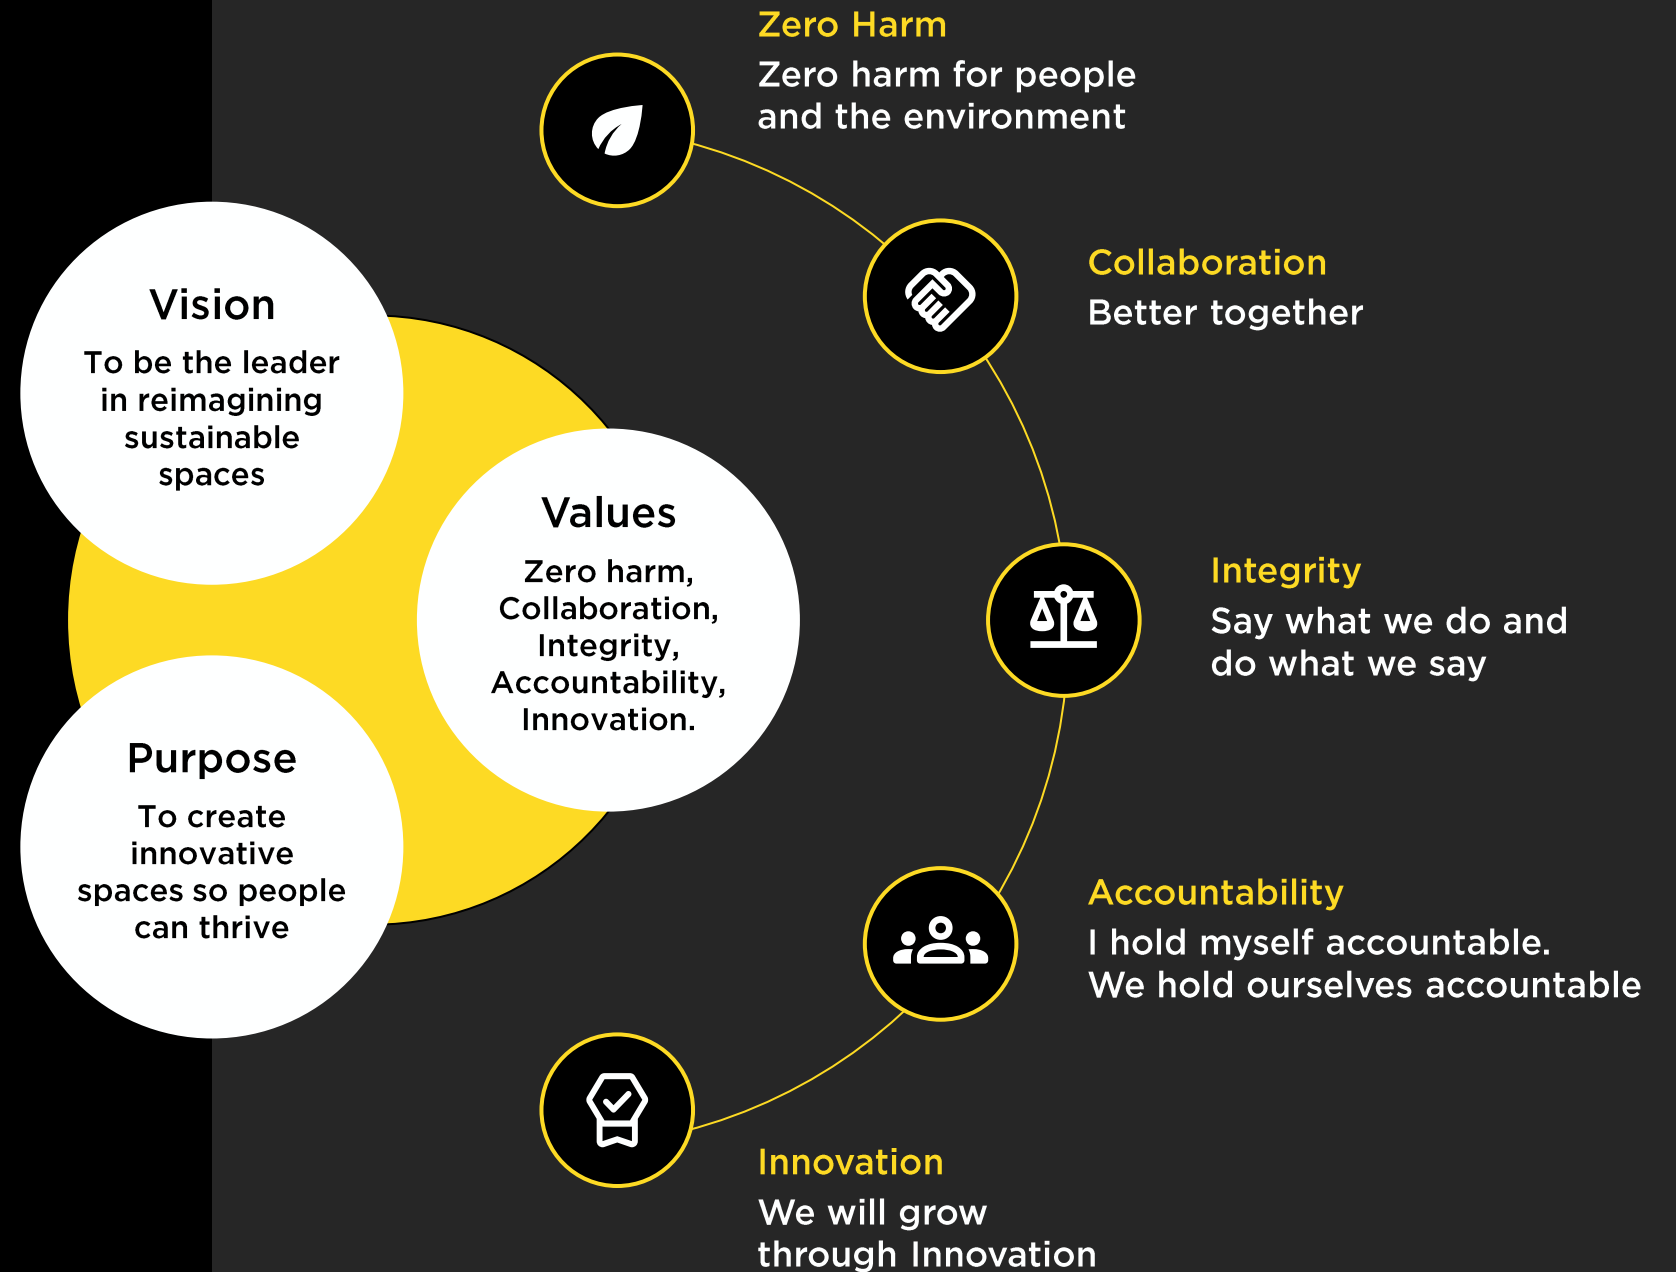 Vision
To be the leader
in reimagining
sustainable
spaces
Purpose
To create
innovative
spaces so people
can thrive
Values
Zero harm,
Collaboration,
Integrity,
Accountability,
Innovation.
Zero Harm
Zero harm for people
and the environment
Collaboration
Better together
Integrity
Say what we do and
do what we say
Accountability
I hold myself accountable.
We hold ourselves accountable
Innovation
We will grow
through Innovation